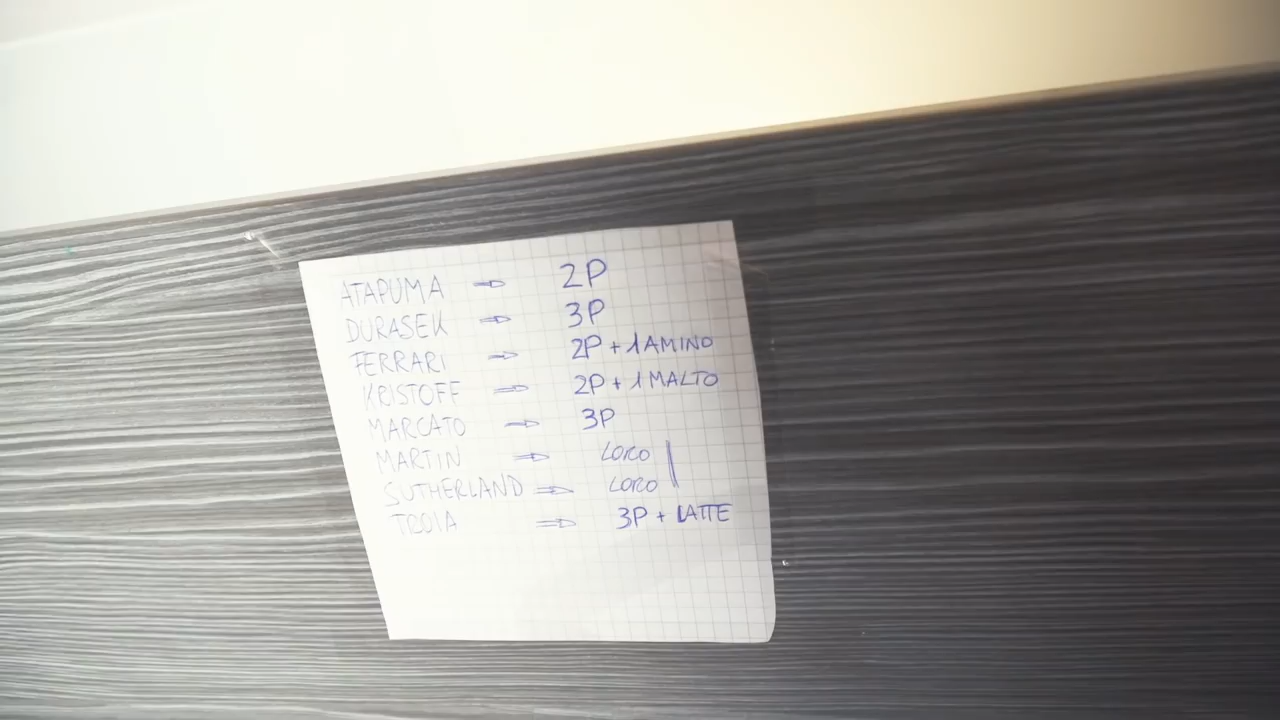 ATAPUMA ⇒ 2P
DURASEK ⇒ 3P
FERRARI ⇒ 2P + 1 AMINO
KRISTOFF ⇒ 2P + 1 MALTO
MARCATO ⇒ 3P
MARTIN ⇒ LORO
SUTHERLAND ⇒ LORO
TROIA ⇒ 3P + LATTE